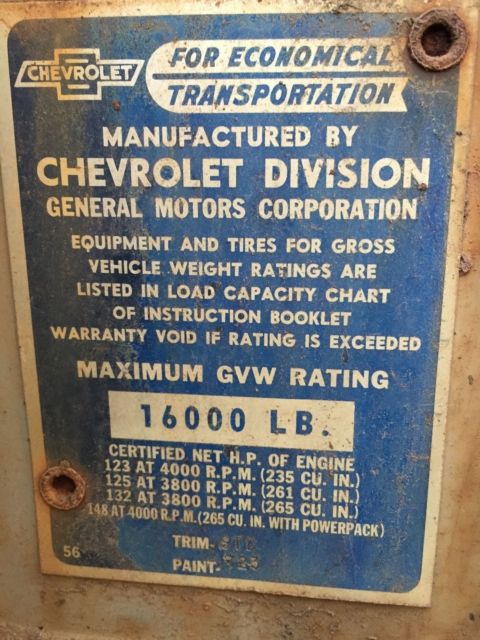 CHEVROLET
FOR ECONOMICAL
TRANSPORTATION
MANUFACTURED BY
CHEVROLET DIVISION
GENERAL MOTORS CORPORATION
EQUIPMENT AND TIRES FOR GROSS
VEHICLE WEIGHT RATINGS ARE
LISTED IN LOAD CAPACITY CHART
OF INSTRUCTION BOOKLET
WARRANTY VOID IF RATING IS EXCEEDED
MAXIMUM GVW RATING
16000 LB.
CERTIFIED NET H.P. OF ENGINE
123 AT 4000 R.P.M. (235 CU. IN.)
125 AT 3800 R.P.M. (261 CU. IN.)
132 AT 3800 R.P.M. (265 CU. IN.)
148 AT 4000 R.P.M. (265 CU. IN. WITH POWERPACK)
TRIM- STD
56 PAINT-